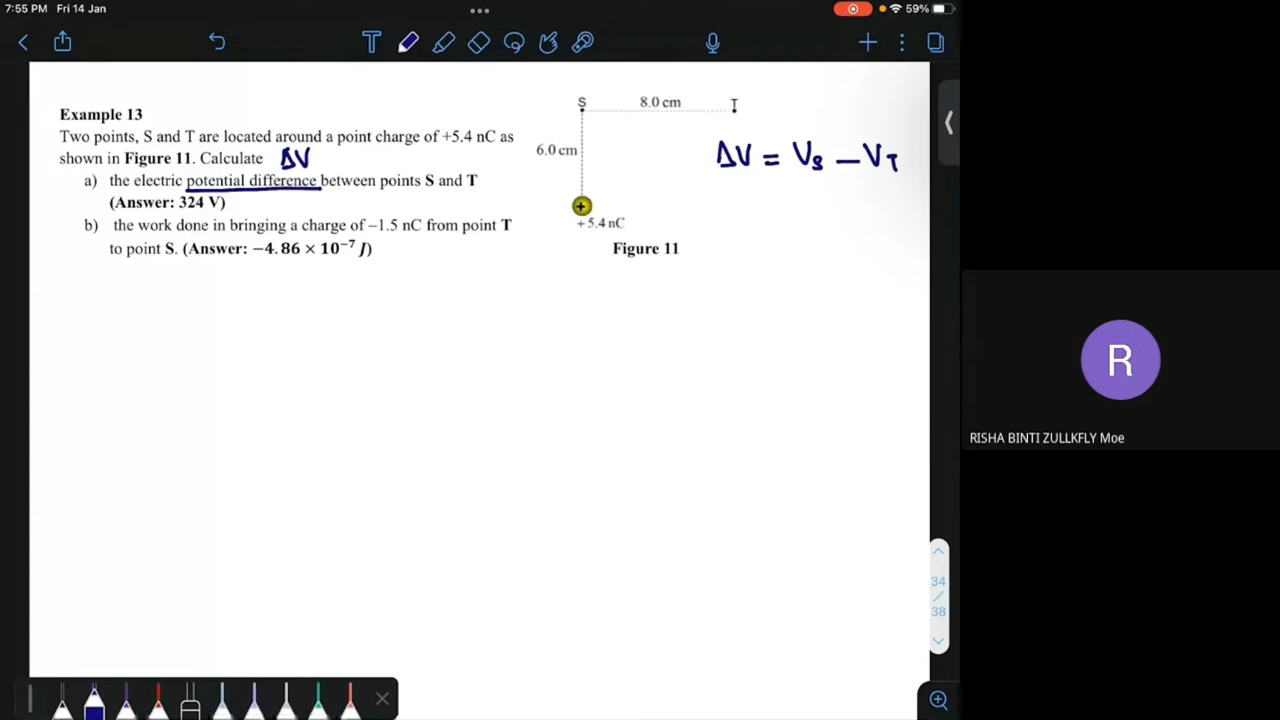 7:55 PM Fri 14 Jan
59%
Example 13
Two points, S and T are located around a point charge of +5.4 nC as
shown in Figure 11. Calculate ΔV
a) the electric potential difference between points S and T
(Answer: 324 V)
b) the work done in bringing a charge of −1.5 nC from point T
to point S. (Answer: −4.86 × 10⁻⁷ J)
S 8.0 cm T
6.0 cm
+
+5.4 nC
Figure 11
ΔV = V_S − V_T
34
/
38
R
RISHA BINTI ZULLKFLY Moe